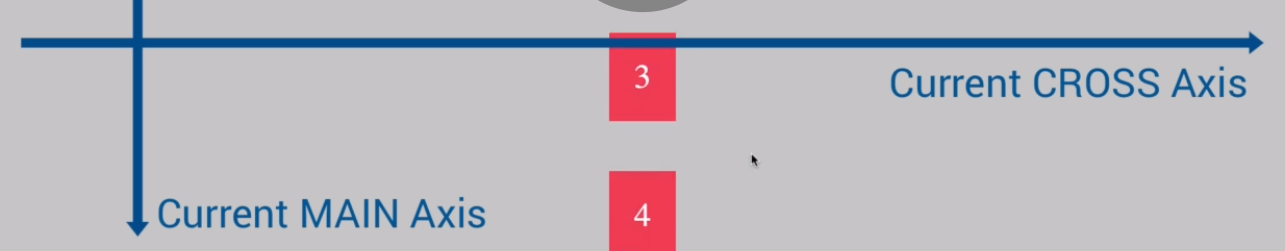 3
Current CROSS Axis
Current MAIN Axis
4